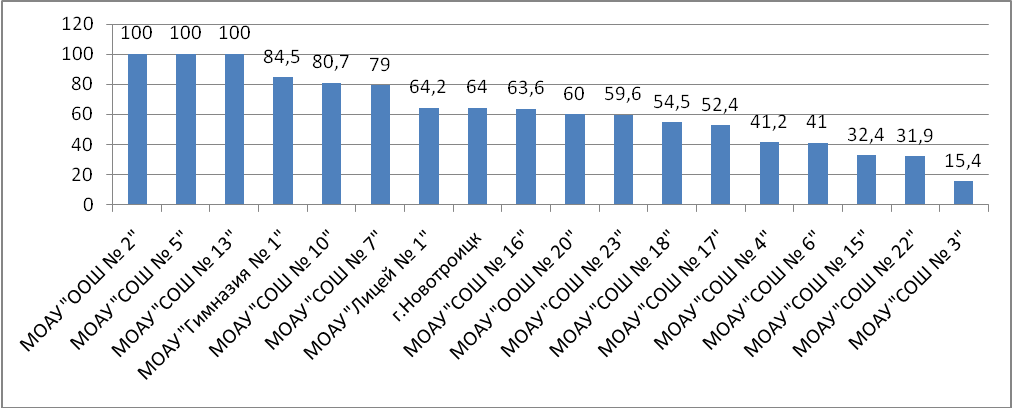 120
100
80
60
40
20
0
100
100
100
84,5
80,7
79
64,2
64
63,6
60
59,6
54,5
52,4
41,2
41
32,4
31,9
15,4
МОАУ "ООШ № 2"
МОАУ "СОШ № 5"
МОАУ "СОШ № 13"
МОАУ "Гимназия № 1"
МОАУ "СОШ № 10"
МОАУ "СОШ № 7"
МОАУ "Лицей № 1"
г.Новотроицк
МОАУ "СОШ № 16"
МОАУ "ООШ № 20"
МОАУ "СОШ № 23"
МОАУ "СОШ № 18"
МОАУ "СОШ № 17"
МОАУ "СОШ № 4"
МОАУ "СОШ № 6"
МОАУ "СОШ № 15"
МОАУ "СОШ № 22"
МОАУ "СОШ № 3"